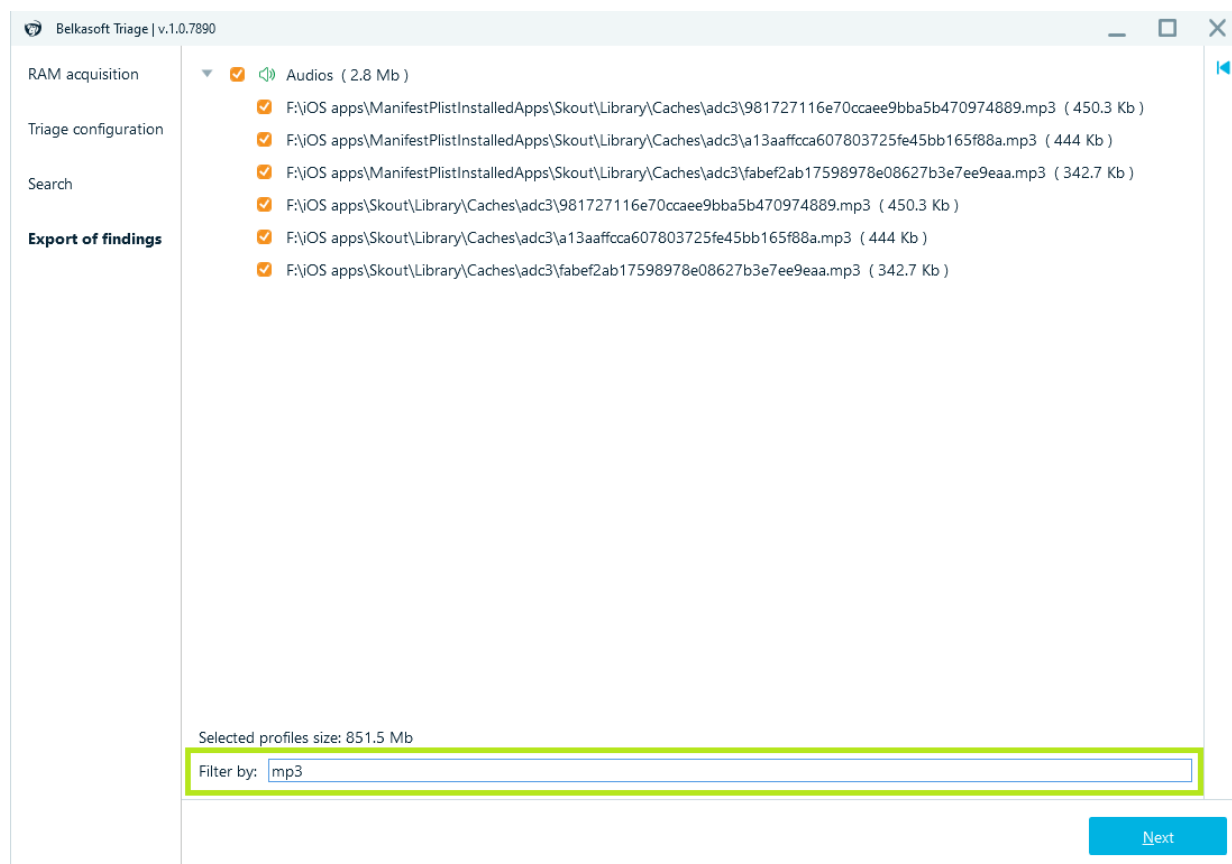 Belkasoft Triage | v.1.0.7890
RAM acquisition
Triage configuration
Search
Export of findings
Audios ( 2.8 Mb )
F:\iOS apps\ManifestPlistInstalledApps\Skout\Library\Caches\adc3\981727116e70ccaee9bba5b470974889.mp3 ( 450.3 Kb )
F:\iOS apps\ManifestPlistInstalledApps\Skout\Library\Caches\adc3\a13aaffcca607803725fe45bb165f88a.mp3 ( 444 Kb )
F:\iOS apps\ManifestPlistInstalledApps\Skout\Library\Caches\adc3\fabef2ab17598978e08627b3e7ee9eaa.mp3 ( 342.7 Kb )
F:\iOS apps\Skout\Library\Caches\adc3\981727116e70ccaee9bba5b470974889.mp3 ( 450.3 Kb )
F:\iOS apps\Skout\Library\Caches\adc3\a13aaffcca607803725fe45bb165f88a.mp3 ( 444 Kb )
F:\iOS apps\Skout\Library\Caches\adc3\fabef2ab17598978e08627b3e7ee9eaa.mp3 ( 342.7 Kb )
Selected profiles size: 851.5 Mb
Filter by: mp3
Next